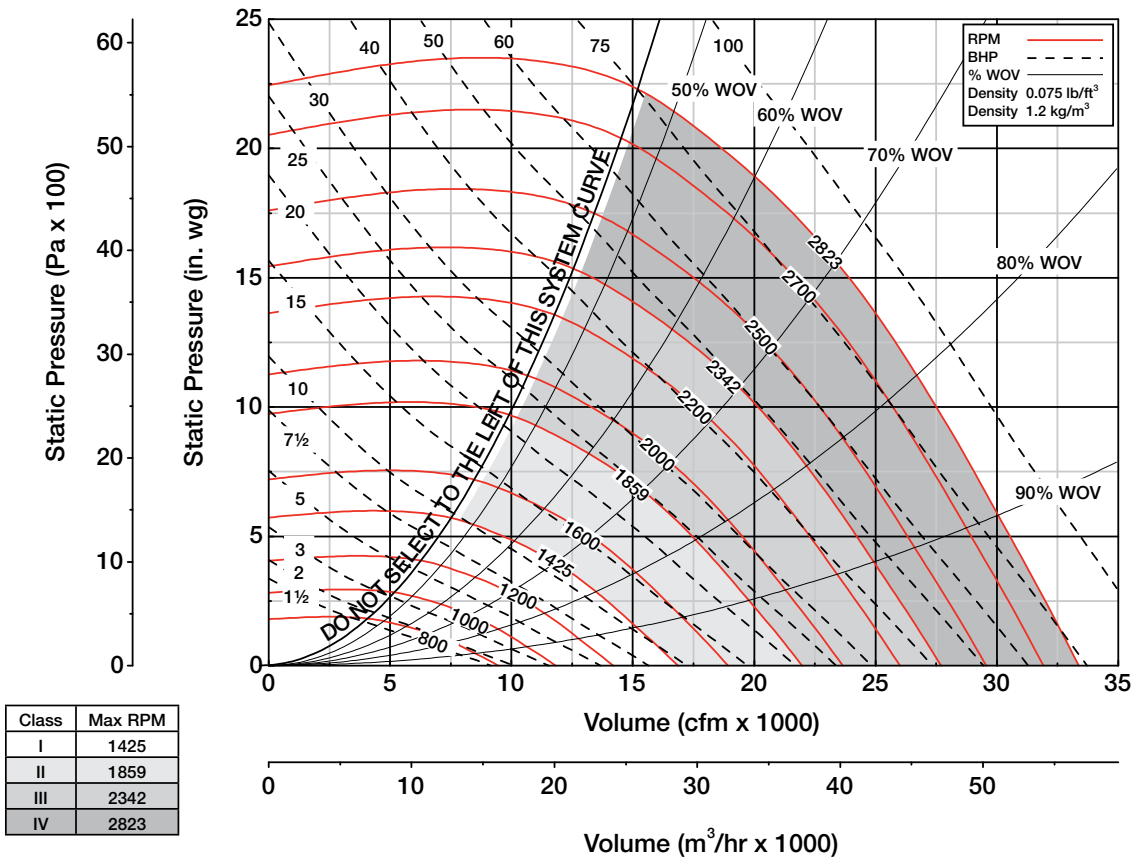 Static Pressure (Pa x 100)
60
50
40
30
20
10
0
Static Pressure (in. wg)
25
20
15
10
5
0
40
50
60
75
100
30
25
20
15
10
7½
5
3
2
1½
50% WOV
60% WOV
70% WOV
80% WOV
90% WOV
RPM
BHP
% WOV
Density 0.075 lb/ft³
Density 1.2 kg/m³
DO NOT SELECT TO THE LEFT OF THIS SYSTEM CURVE
2823
2700
2500
2342
2200
2000
1859
1600
1425
1200
1000
800
0 5 10 15 20 25 30 35
Volume (cfm x 1000)
0 10 20 30 40 50
Volume (m³/hr x 1000)
Class Max RPM
I 1425
II 1859
III 2342
IV 2823